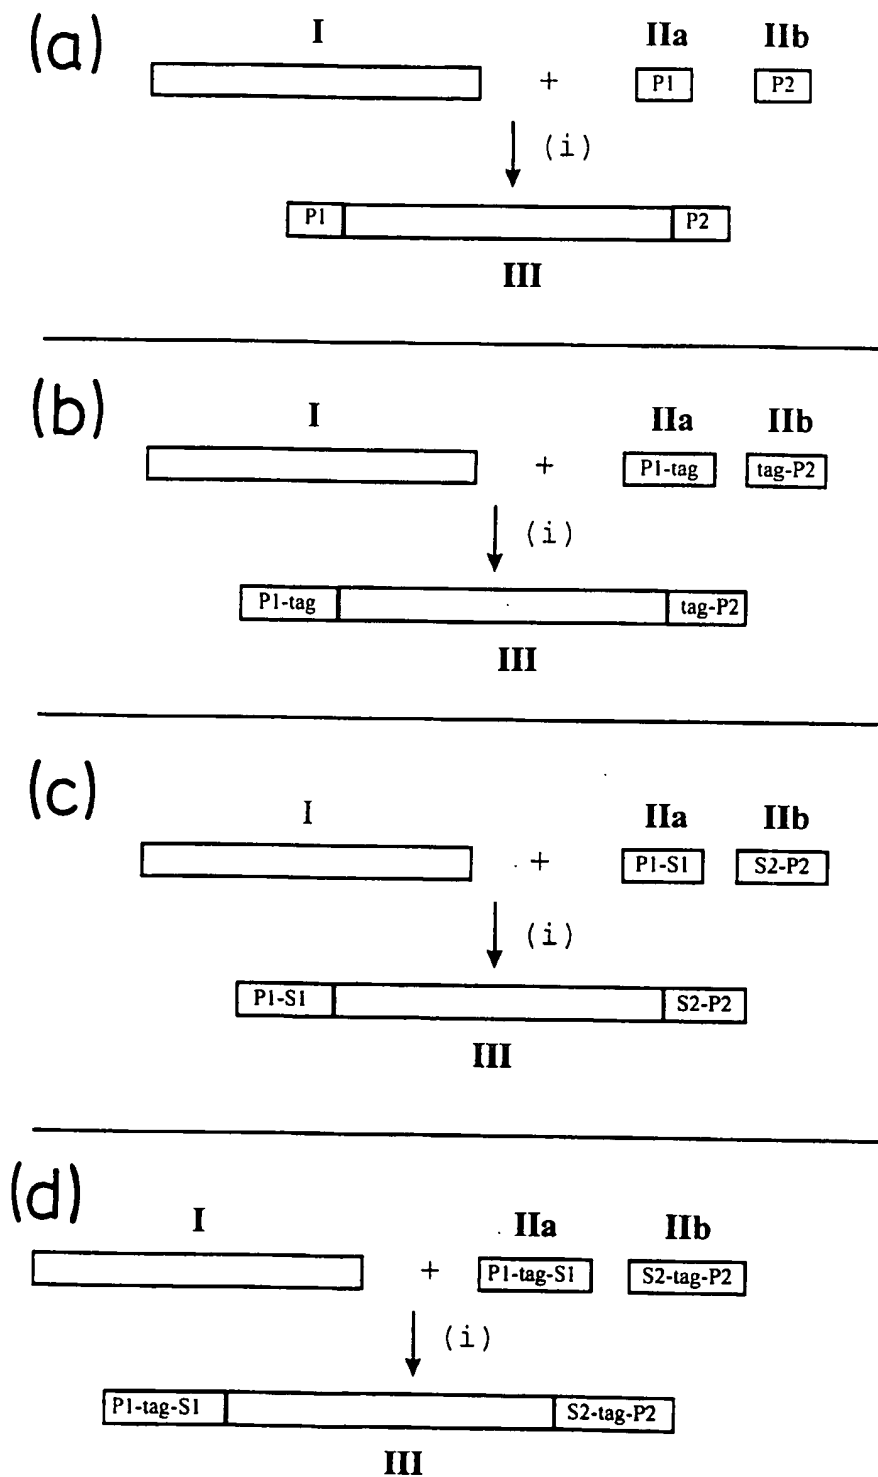 (a)
I IIa IIb
+ P1 P2
(i)
P1 P2
III
(b)
I IIa IIb
+ P1-tag tag-P2
(i)
P1-tag tag-P2
III
(c)
I IIa IIb
+ P1-S1 S2-P2
(i)
P1-S1 S2-P2
III
(d)
I IIa IIb
+ P1-tag-S1 S2-tag-P2
(i)
P1-tag-S1 S2-tag-P2
III